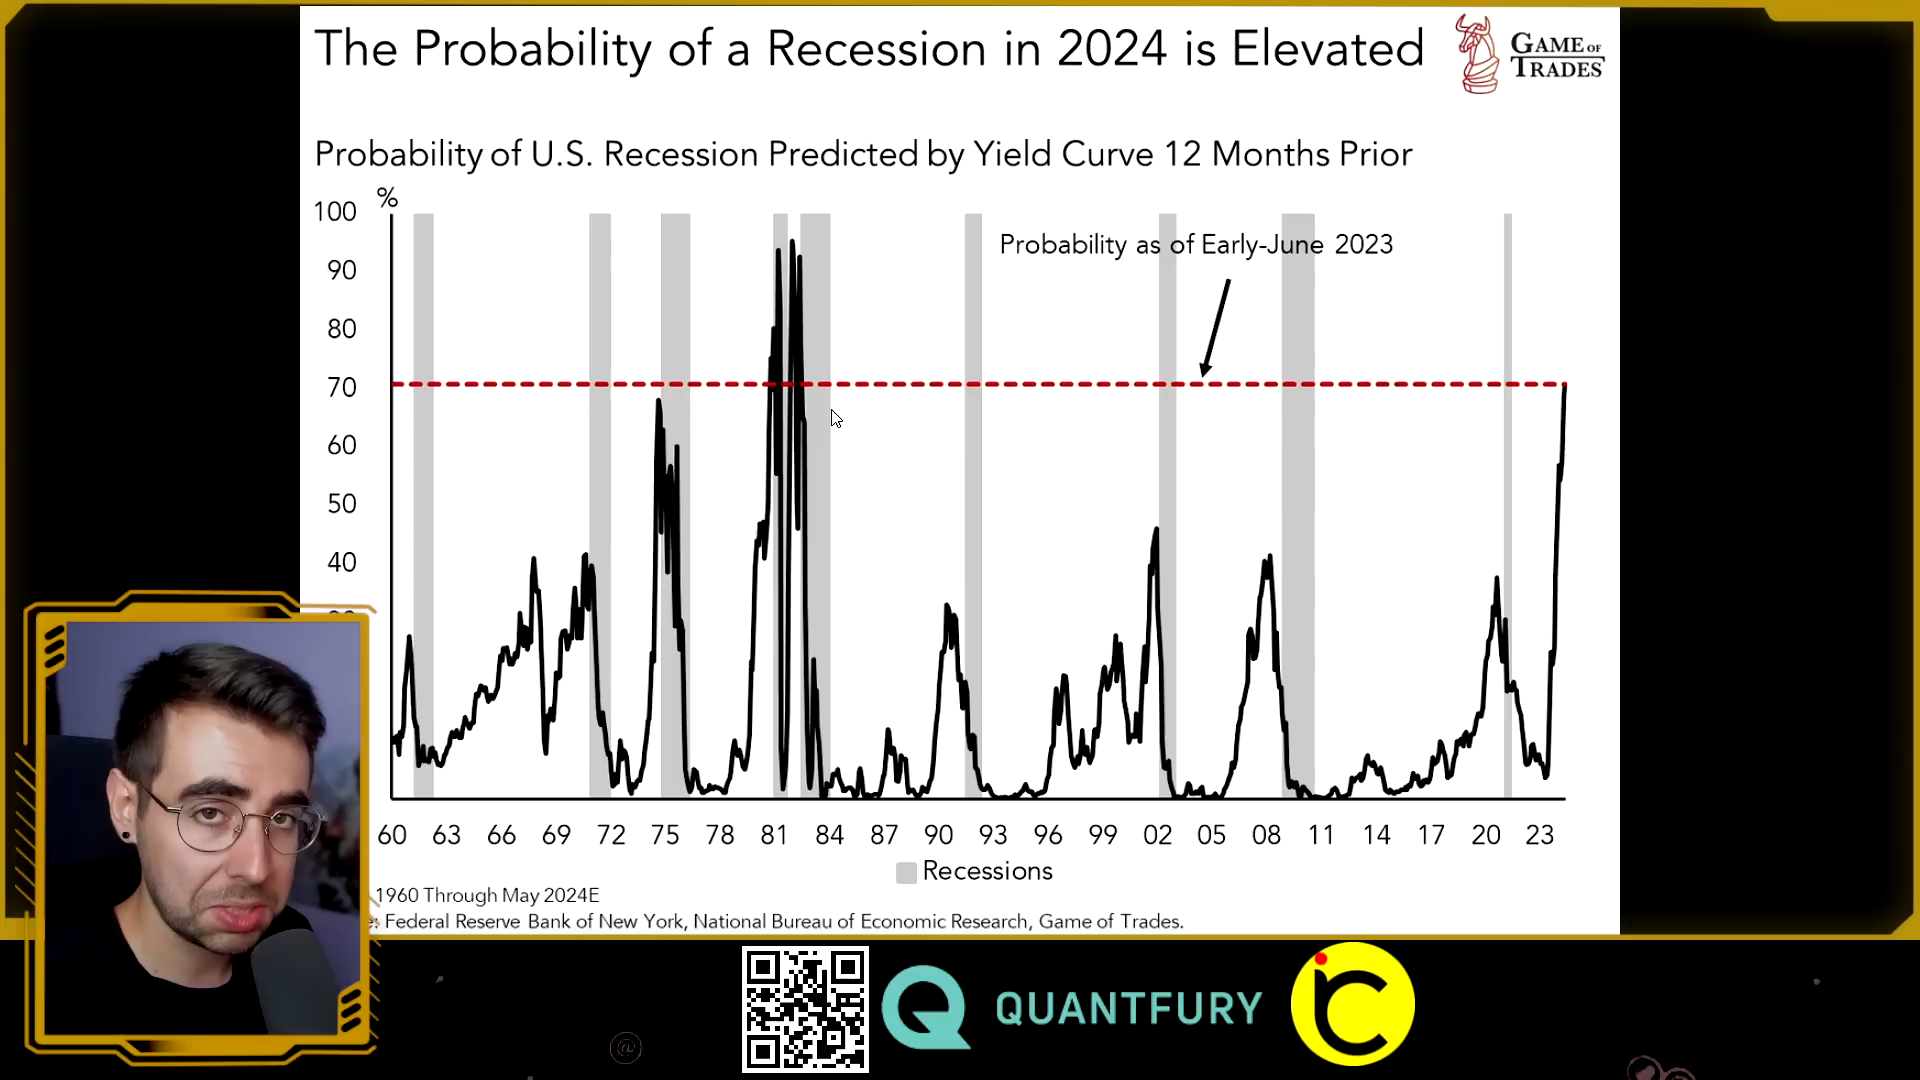 The Probability of a Recession in 2024 is Elevated
GAME OF
TRADES
Probability of U.S. Recession Predicted by Yield Curve 12 Months Prior
%
100
90
80
70
60
50
40
Probability as of Early-June 2023
60 63 66 69 72 75 78 81 84 87 90 93 96 99 02 05 08 11 14 17 20 23
Recessions
1960 Through May 2024E
Federal Reserve Bank of New York, National Bureau of Economic Research, Game of Trades.
QUANTFURY
@